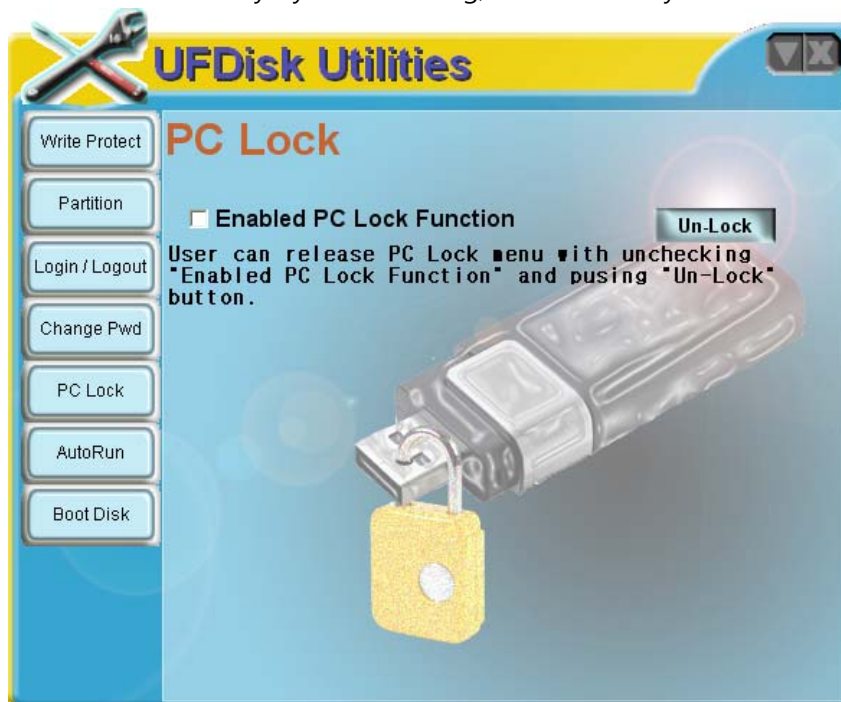 UFDisk Utilities
Write Protect
Partition
Login / Logout
Change Pwd
PC Lock
AutoRun
Boot Disk
PC Lock
Enabled PC Lock Function
Un-Lock
User can release PC Lock menu with unchecking
"Enabled PC Lock Function" and pusing "Un-Lock"
button.